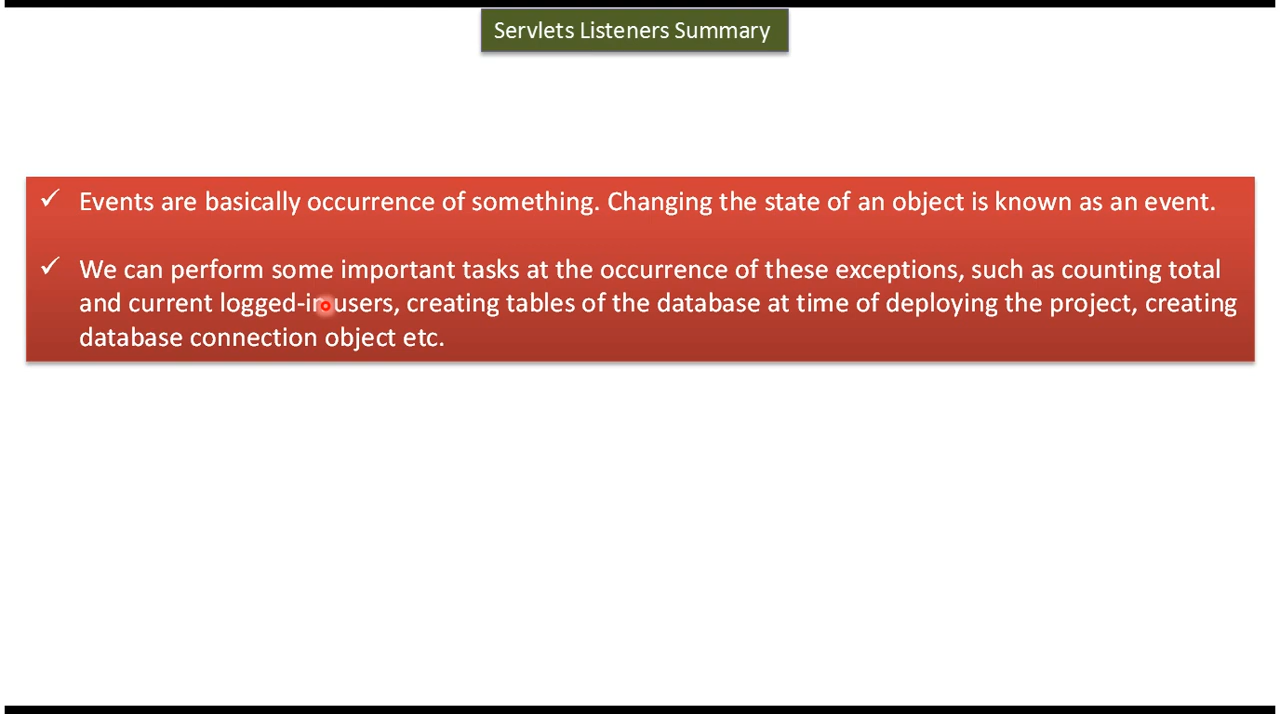 Servlets Listeners Summary
✓ Events are basically occurrence of something. Changing the state of an object is known as an event.
✓ We can perform some important tasks at the occurrence of these exceptions, such as counting total
and current logged-in users, creating tables of the database at time of deploying the project, creating
database connection object etc.